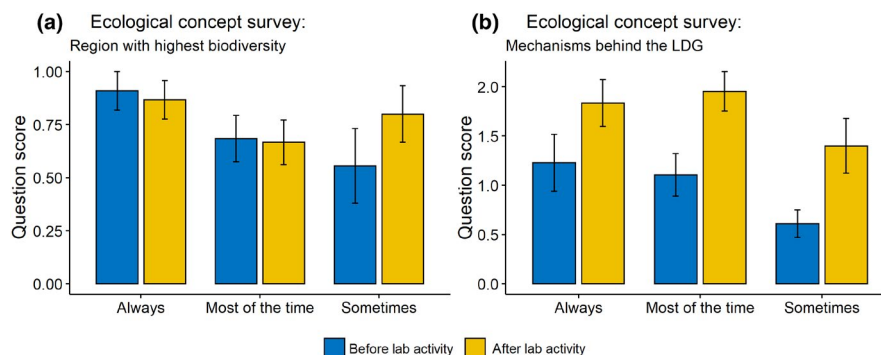 (a) Ecological concept survey:
Region with highest biodiversity
Question score
1.00
0.75
0.50
0.25
0.00
Always Most of the time Sometimes
(b) Ecological concept survey:
Mechanisms behind the LDG
Question score
2.0
1.5
1.0
0.5
0.0
Always Most of the time Sometimes
Before lab activity After lab activity